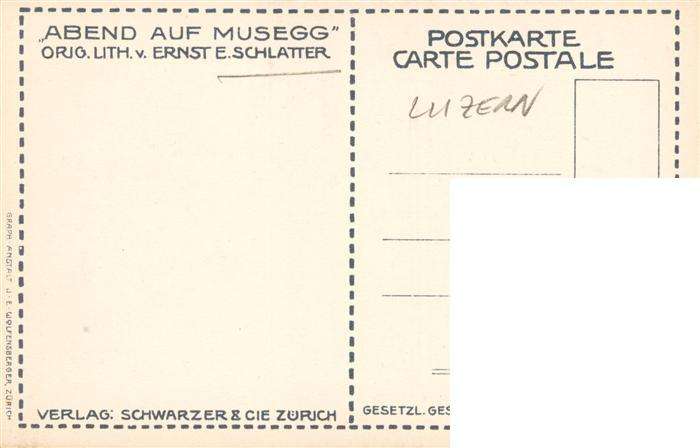 „ABEND AUF MUSEGG"
ORIG. LITH. v. ERNST E. SCHLATTER
POSTKARTE
CARTE POSTALE
LUZERN
GRAPH. ANSTALT J. E. WOLFENSBERGER, ZÜRICH
VERLAG: SCHWARZER & CIE ZÜRICH
GESETZL. GES